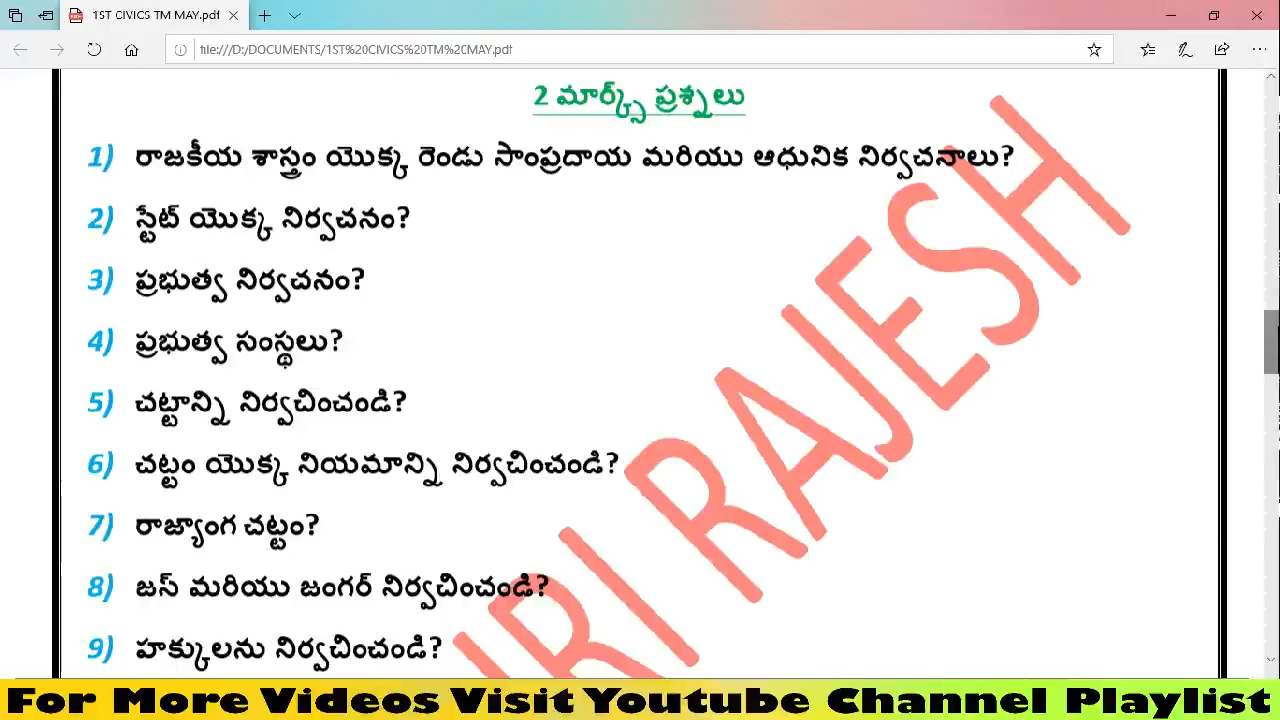 1ST CIVICS TM MAY.pdf
file:///D:/DOCUMENTS/1ST%20CIVICS%20TM%20MAY.pdf
2 మార్క్స్ ప్రశ్నలు
1) రాజకీయ శాస్త్రం యొక్క రెండు సాంప్రదాయ మరియు ఆధునిక నిర్వచనాలు?
2) స్టేట్ యొక్క నిర్వచనం?
3) ప్రభుత్వ నిర్వచనం?
4) ప్రభుత్వ సంస్థలు?
5) చట్టాన్ని నిర్వచించండి?
6) చట్టం యొక్క నియమాన్ని నిర్వచించండి?
7) రాజ్యాంగ చట్టం?
8) జస్ మరియు జంగర్ నిర్వచించండి?
9) హక్కులను నిర్వచించండి?
RI RAJESH
For More Videos Visit Youtube Channel Playlist